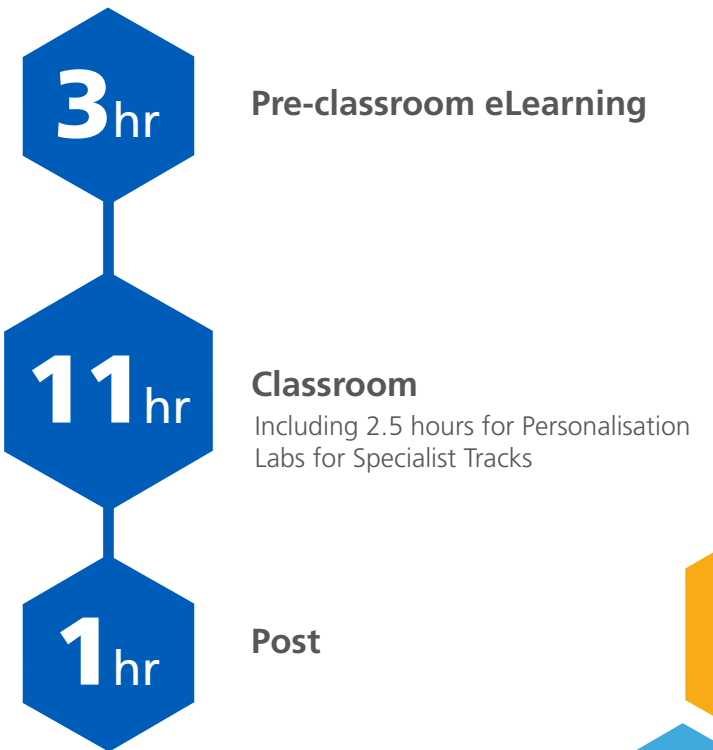 3hr
Pre-classroom eLearning
11hr
Classroom
Including 2.5 hours for Personalisation
Labs for Specialist Tracks
1hr
Post